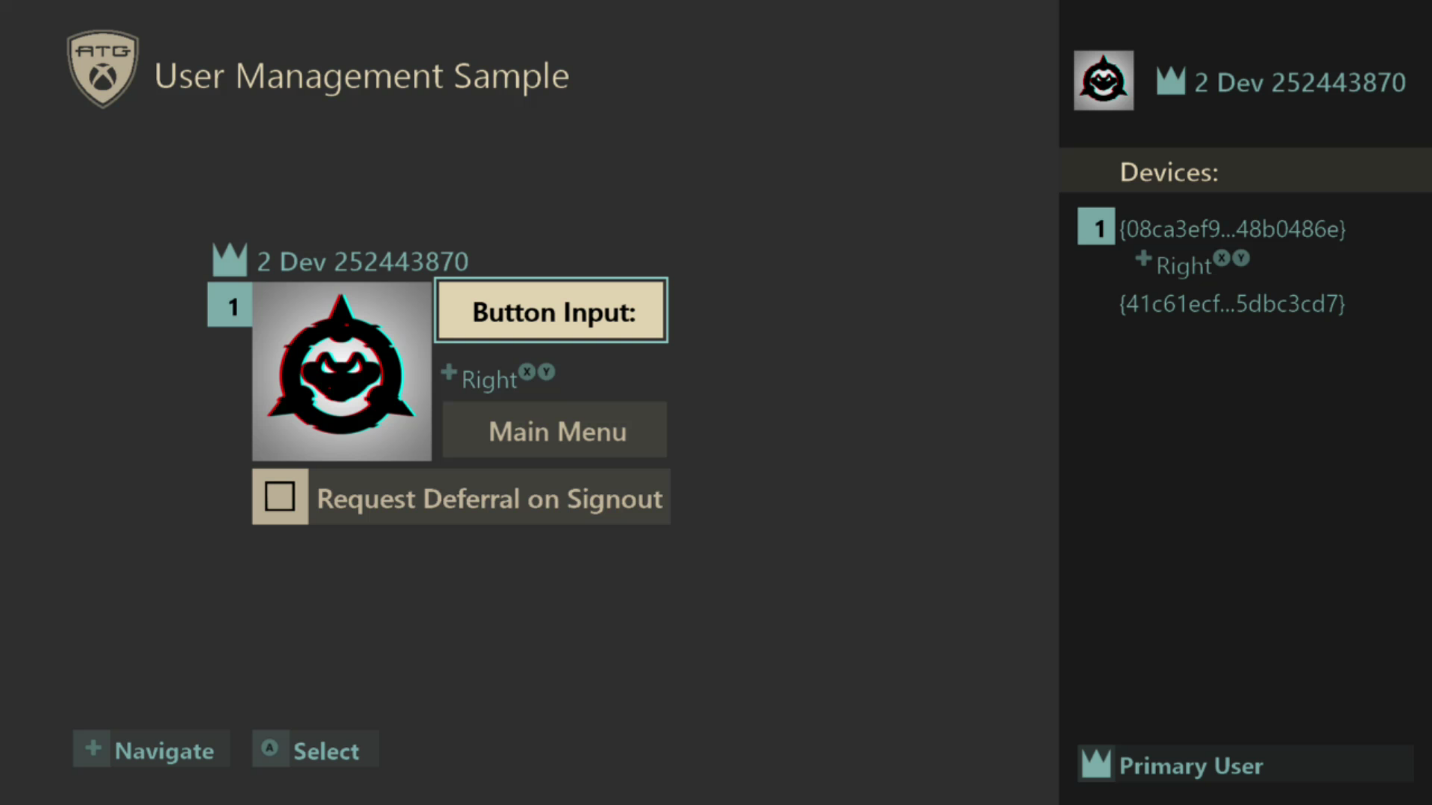 ATG
User Management Sample
2 Dev 252443870
1
Button Input:
Right X Y
Main Menu
Request Deferral on Signout
Navigate
A Select
2 Dev 252443870
Devices:
1 {08ca3ef9...48b0486e}
Right X Y
{41c61ecf...5dbc3cd7}
Primary User